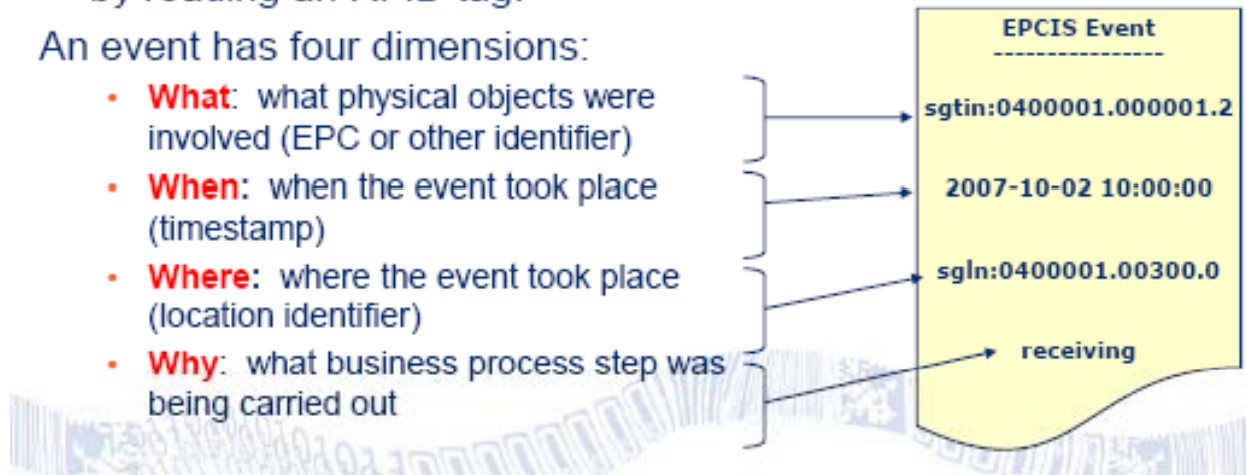 An event has four dimensions:
• What: what physical objects were
involved (EPC or other identifier)
• When: when the event took place
(timestamp)
• Where: where the event took place
(location identifier)
• Why: what business process step was
being carried out
EPCIS Event
----------------
sgtin:0400001.000001.2
2007-10-02 10:00:00
sgln:0400001.00300.0
receiving